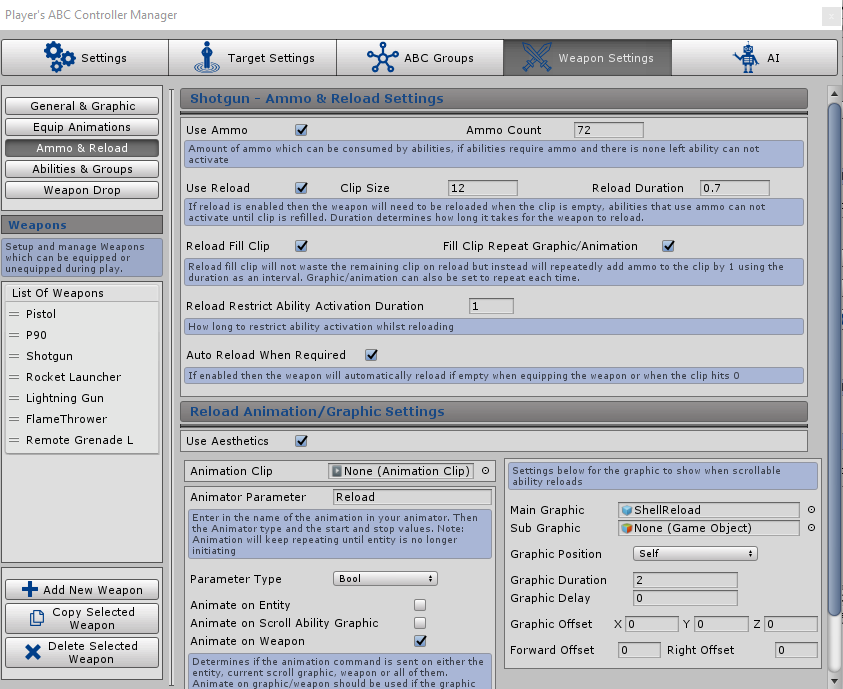 Player's ABC Controller Manager
Settings
Target Settings
ABC Groups
Weapon Settings
AI
General & Graphic
Equip Animations
Ammo & Reload
Abilities & Groups
Weapon Drop
Weapons
Setup and manage Weapons
which can be equipped or
unequipped during play.
List Of Weapons
Pistol
P90
Shotgun
Rocket Launcher
Lightning Gun
FlameThrower
Remote Grenade L
Add New Weapon
Copy Selected
Weapon
Delete Selected
Weapon
Shotgun - Ammo & Reload Settings
Use Ammo
Ammo Count 72
Amount of ammo which can be consumed by abilities, if abilities require ammo and there is none left ability can not
activate
Use Reload
Clip Size 12
Reload Duration 0.7
If reload is enabled then the weapon will need to be reloaded when the clip is empty, abilities that use ammo can not
activate until clip is refilled. Duration determines how long it takes for the weapon to reload.
Reload Fill Clip
Fill Clip Repeat Graphic/Animation
Reload fill clip will not waste the remaining clip on reload but instead will repeatedly add ammo to the clip by 1 using the
duration as an interval. Graphic/animation can also be set to repeat each time.
Reload Restrict Ability Activation Duration 1
How long to restrict ability activation whilst reloading
Auto Reload When Required
If enabled then the weapon will automatically reload if empty when equipping the weapon or when the clip hits 0
Reload Animation/Graphic Settings
Use Aesthetics
Animation Clip None (Animation Clip)
Animator Parameter Reload
Enter in the name of the animation in your animator. Then
the Animator type and the start and stop values. Note:
Animation will keep repeating until entity is no longer
initiating
Parameter Type Bool
Animate on Entity
Animate on Scroll Ability Graphic
Animate on Weapon
Determines if the animation command is sent on either the
entity, current scroll graphic, weapon or all of them.
Animate on graphic/weapon should be used if the graphic
Settings below for the graphic to show when scrollable
ability reloads
Main Graphic ShellReload
Sub Graphic None (Game Object)
Graphic Position Self
Graphic Duration 2
Graphic Delay 0
Graphic Offset X 0 Y 0 Z 0
Forward Offset 0 Right Offset 0